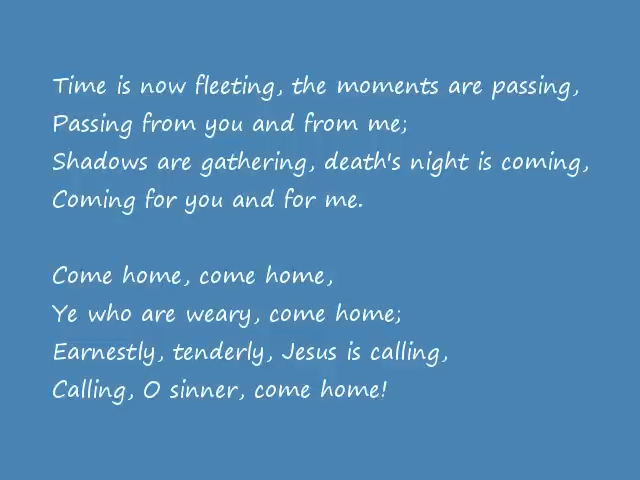 Time is now fleeting, the moments are passing,
Passing from you and from me;
Shadows are gathering, death's night is coming,
Coming for you and for me.
Come home, come home,
Ye who are weary, come home;
Earnestly, tenderly, Jesus is calling,
Calling, O sinner, come home!